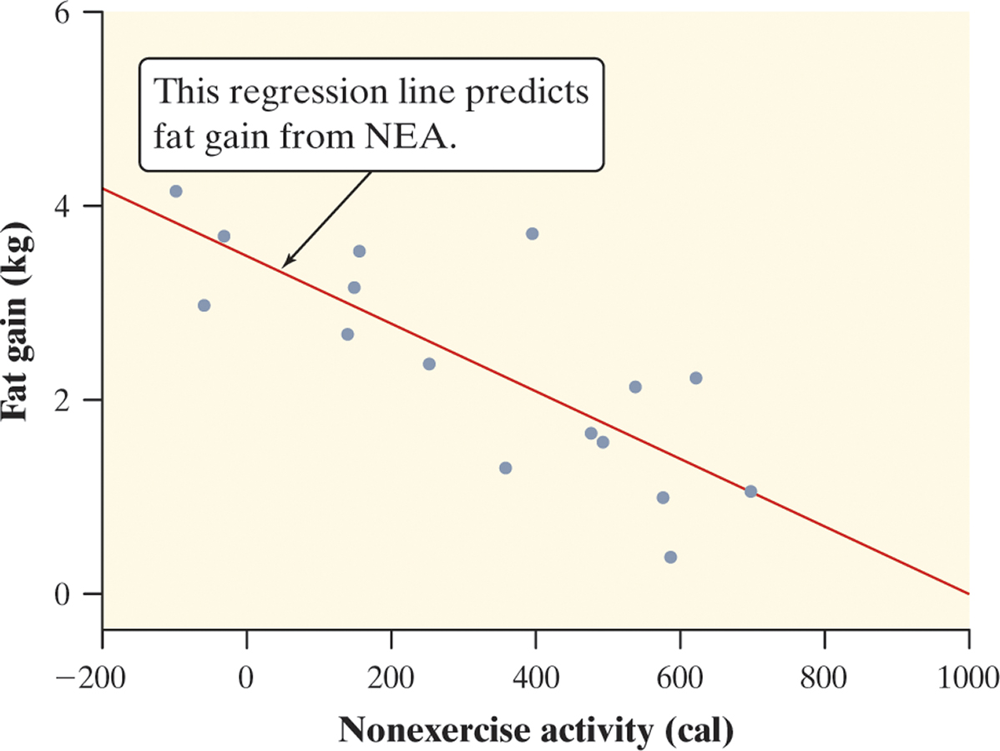 6
This regression line predicts
fat gain from NEA.
4
2
0
Fat gain (kg)
−200 0 200 400 600 800 1000
Nonexercise activity (cal)